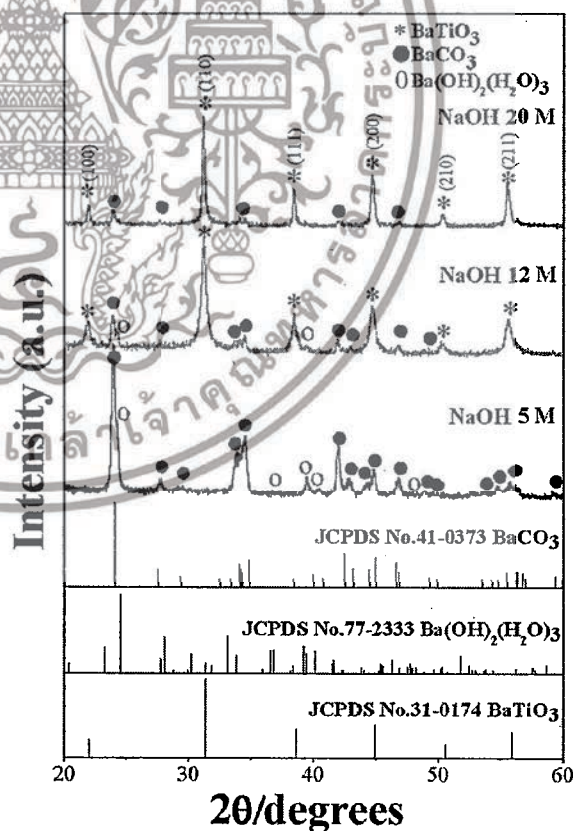 * BaTiO3
● BaCO3
0 Ba(OH)2(H2O)3
NaOH 20 M
*(100)
*(110)
*(111)
*(200)
*(210)
*(211)
NaOH 12 M
NaOH 5 M
JCPDS No.41-0373 BaCO3
JCPDS No.77-2333 Ba(OH)2(H2O)3
JCPDS No.31-0174 BaTiO3
Intensity (a.u.)
20 30 40 50 60
2θ/degrees